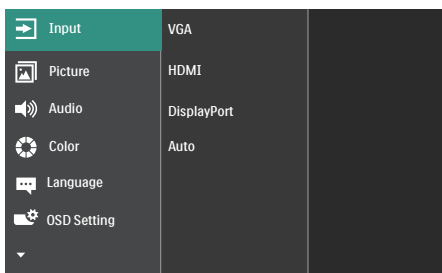 Input
Picture
Audio
Color
Language
OSD Setting
VGA
HDMI
DisplayPort
Auto